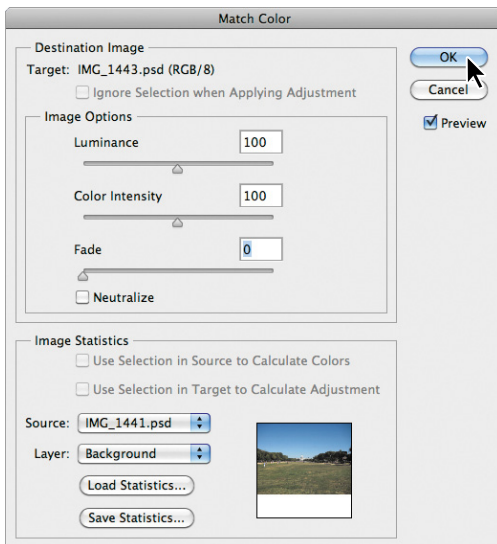 Match Color
Destination Image
Target: IMG_1443.psd (RGB/8)
Ignore Selection when Applying Adjustment
Image Options
Luminance 100
Color Intensity 100
Fade 0
Neutralize
OK
Cancel
Preview
Image Statistics
Use Selection in Source to Calculate Colors
Use Selection in Target to Calculate Adjustment
Source: IMG_1441.psd
Layer: Background
Load Statistics...
Save Statistics...